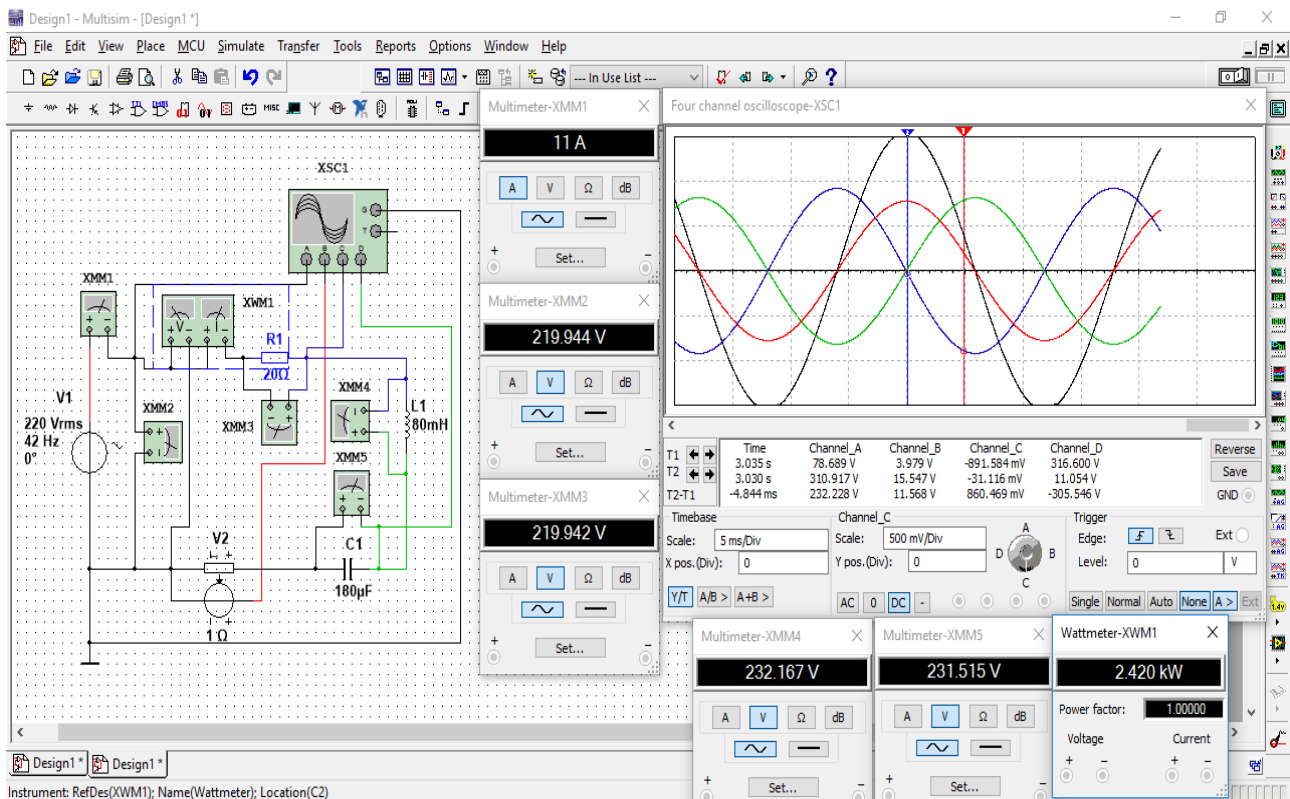 Design1 - Multisim - [Design1 *]
File Edit View Place MCU Simulate Transfer Tools Reports Options Window Help
--- In Use List ---
MISC
Multimeter-XMM1
11 A
A V Ω dB
Set...
Multimeter-XMM2
219.944 V
A V Ω dB
Set...
Multimeter-XMM3
219.942 V
A V Ω dB
Set...
Four channel oscilloscope-XSC1
T1
T2
T2-T1
Time Channel_A Channel_B Channel_C Channel_D
3.035 s 78.689 V 3.979 V -891.584 mV 316.600 V
3.030 s 310.917 V 15.547 V -31.116 mV 11.054 V
-4.844 ms 232.228 V 11.568 V 860.469 mV -305.546 V
Reverse
Save
GND
Timebase
Scale: 5 ms/Div
X pos.(Div): 0
Y/T A/B > A+B >
Channel_C
Scale: 500 mV/Div
Y pos.(Div): 0
AC 0 DC -
A
D B
C
Trigger
Edge: Ext
Level: 0 V
Single Normal Auto None A > Ext
XSC1
G
T
A B C D
XMM1
XWM1
V I
R1
20Ω
XMM4
L1
80mH
V1
220 Vrms
42 Hz
0°
XMM2
XMM3
XMM5
V2
C1
180µF
1 Ω
Multimeter-XMM4
232.167 V
A V Ω dB
Set...
Multimeter-XMM5
231.515 V
A V Ω dB
Set...
Wattmeter-XWM1
2.420 kW
Power factor: 1.00000
Voltage Current
+ - + -
Design1 * Design1 *
Instrument: RefDes(XWM1); Name(Wattmeter); Location(C2)